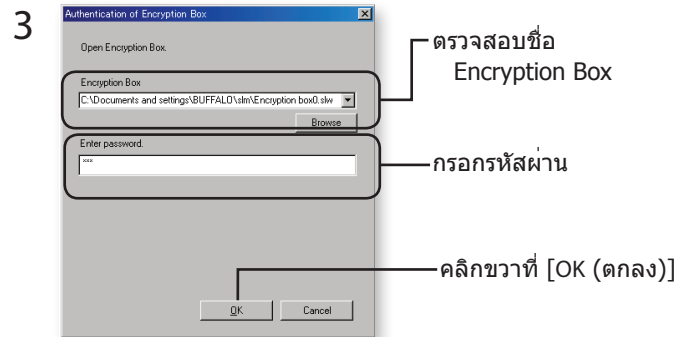 3
Authentication of Encryption Box
Open Encryption Box.
Encryption Box
C:\Documents and settings\BUFFALO\slm\Encryption box0.slw
Browse
Enter password.
xxx
OK
Cancel
ตรวจสอบชื่อ
Encryption Box
กรอกรหัสผ่าน
คลิกขวาที่ [OK (ตกลง)]